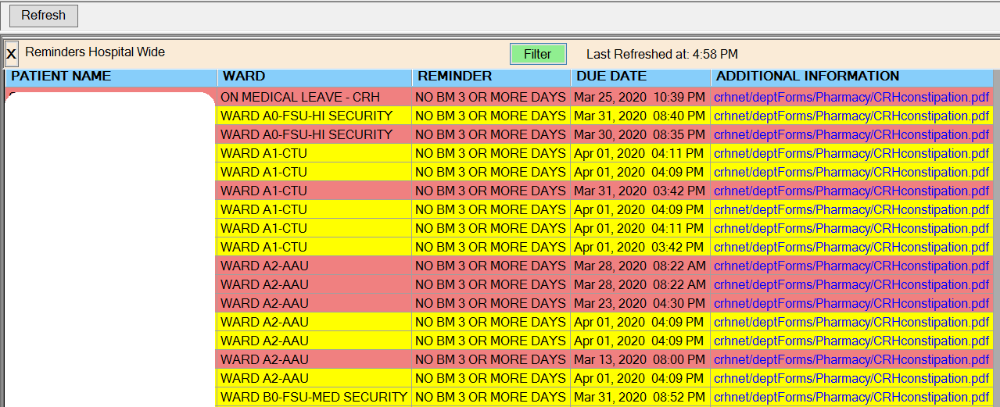 Refresh
X Reminders Hospital Wide Filter Last Refreshed at: 4:58 PM
PATIENT NAME WARD REMINDER DUE DATE ADDITIONAL INFORMATION
ON MEDICAL LEAVE - CRH NO BM 3 OR MORE DAYS Mar 25, 2020 10:39 PM crhnet/deptForms/Pharmacy/CRHconstipation.pdf
WARD A0-FSU-HI SECURITY NO BM 3 OR MORE DAYS Mar 31, 2020 08:40 PM crhnet/deptForms/Pharmacy/CRHconstipation.pdf
WARD A0-FSU-HI SECURITY NO BM 3 OR MORE DAYS Mar 30, 2020 08:35 PM crhnet/deptForms/Pharmacy/CRHconstipation.pdf
WARD A1-CTU NO BM 3 OR MORE DAYS Apr 01, 2020 04:11 PM crhnet/deptForms/Pharmacy/CRHconstipation.pdf
WARD A1-CTU NO BM 3 OR MORE DAYS Apr 01, 2020 04:09 PM crhnet/deptForms/Pharmacy/CRHconstipation.pdf
WARD A1-CTU NO BM 3 OR MORE DAYS Mar 31, 2020 03:42 PM crhnet/deptForms/Pharmacy/CRHconstipation.pdf
WARD A1-CTU NO BM 3 OR MORE DAYS Apr 01, 2020 04:09 PM crhnet/deptForms/Pharmacy/CRHconstipation.pdf
WARD A1-CTU NO BM 3 OR MORE DAYS Apr 01, 2020 04:11 PM crhnet/deptForms/Pharmacy/CRHconstipation.pdf
WARD A1-CTU NO BM 3 OR MORE DAYS Apr 01, 2020 03:42 PM crhnet/deptForms/Pharmacy/CRHconstipation.pdf
WARD A2-AAU NO BM 3 OR MORE DAYS Mar 28, 2020 08:22 AM crhnet/deptForms/Pharmacy/CRHconstipation.pdf
WARD A2-AAU NO BM 3 OR MORE DAYS Mar 28, 2020 08:22 AM crhnet/deptForms/Pharmacy/CRHconstipation.pdf
WARD A2-AAU NO BM 3 OR MORE DAYS Mar 23, 2020 04:30 PM crhnet/deptForms/Pharmacy/CRHconstipation.pdf
WARD A2-AAU NO BM 3 OR MORE DAYS Apr 01, 2020 04:09 PM crhnet/deptForms/Pharmacy/CRHconstipation.pdf
WARD A2-AAU NO BM 3 OR MORE DAYS Apr 01, 2020 04:09 PM crhnet/deptForms/Pharmacy/CRHconstipation.pdf
WARD A2-AAU NO BM 3 OR MORE DAYS Mar 13, 2020 08:00 PM crhnet/deptForms/Pharmacy/CRHconstipation.pdf
WARD A2-AAU NO BM 3 OR MORE DAYS Apr 01, 2020 04:09 PM crhnet/deptForms/Pharmacy/CRHconstipation.pdf
WARD B0-FSU-MED SECURITY NO BM 3 OR MORE DAYS Mar 31, 2020 08:52 PM crhnet/deptForms/Pharmacy/CRHconstipation.pdf